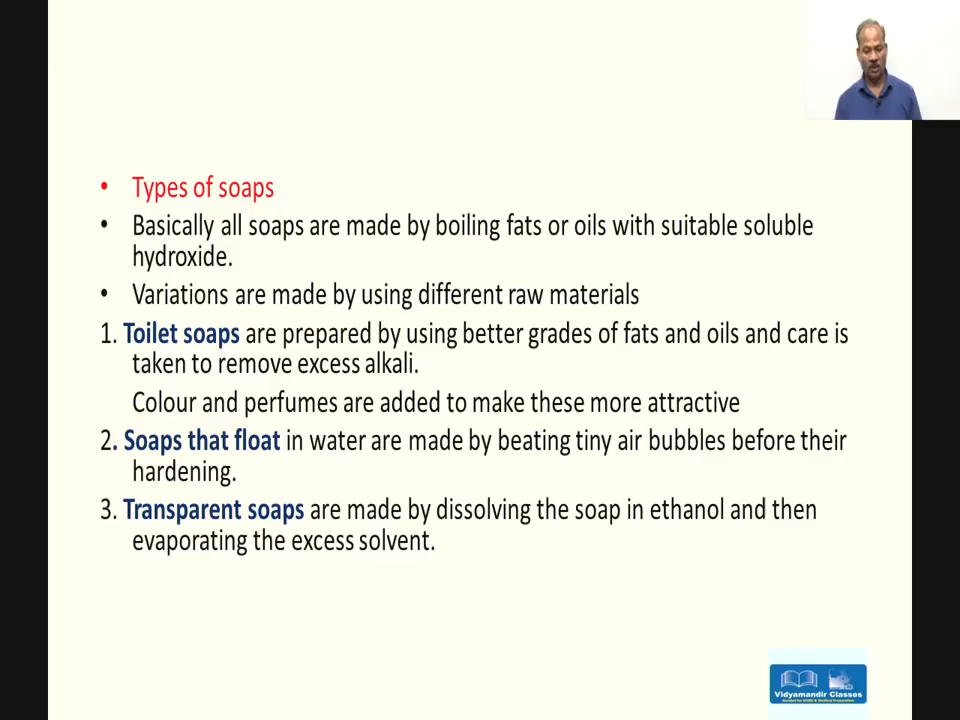 • Types of soaps
• Basically all soaps are made by boiling fats or oils with suitable soluble
hydroxide.
• Variations are made by using different raw materials
1. Toilet soaps are prepared by using better grades of fats and oils and care is
taken to remove excess alkali.
Colour and perfumes are added to make these more attractive
2. Soaps that float in water are made by beating tiny air bubbles before their
hardening.
3. Transparent soaps are made by dissolving the soap in ethanol and then
evaporating the excess solvent.
Vidyamandir Classes